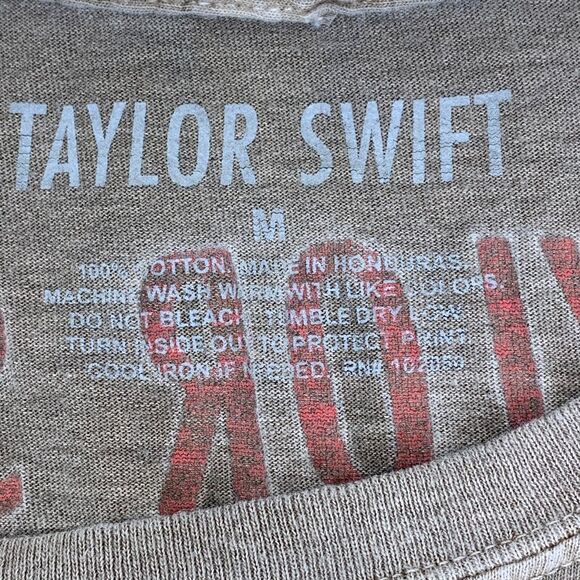 TAYLOR SWIFT
M
100% COTTON. MADE IN HONDURAS
MACHINE WASH WARM WITH LIKE COLORS.
DO NOT BLEACH. TUMBLE DRY LOW.
TURN INSIDE OUT TO PROTECT PRINT.
COOL IRON IF NEEDED. RN#